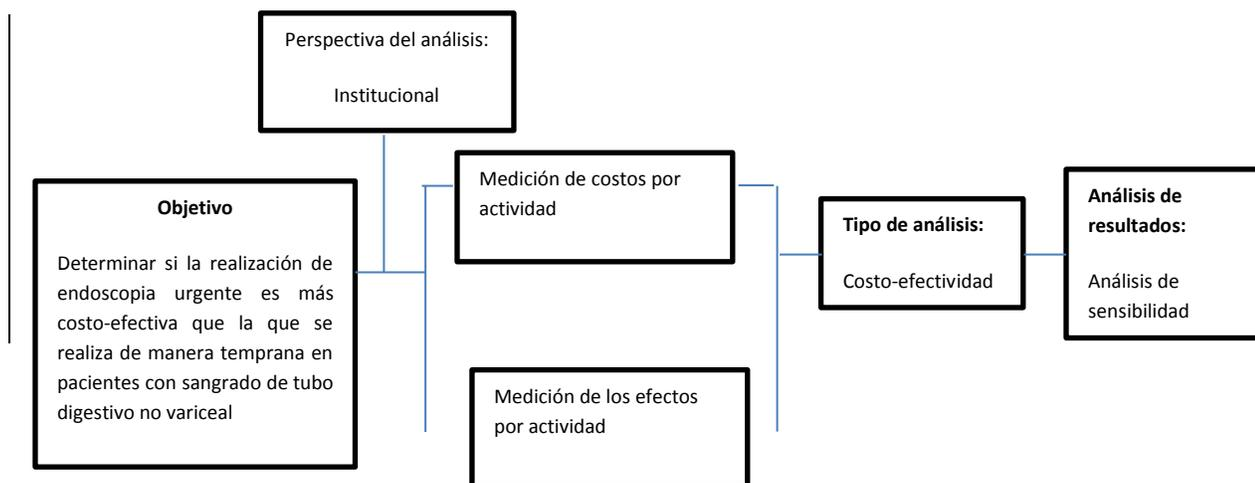 Perspectiva del análisis:
Institucional
Objetivo
Determinar si la realización de
endoscopia urgente es más
costo-efectiva que la que se
realiza de manera temprana en
pacientes con sangrado de tubo
digestivo no variceal
Medición de costos por
actividad
Medición de los efectos
por actividad
Tipo de análisis:
Costo-efectividad
Análisis de
resultados:
Análisis de
sensibilidad